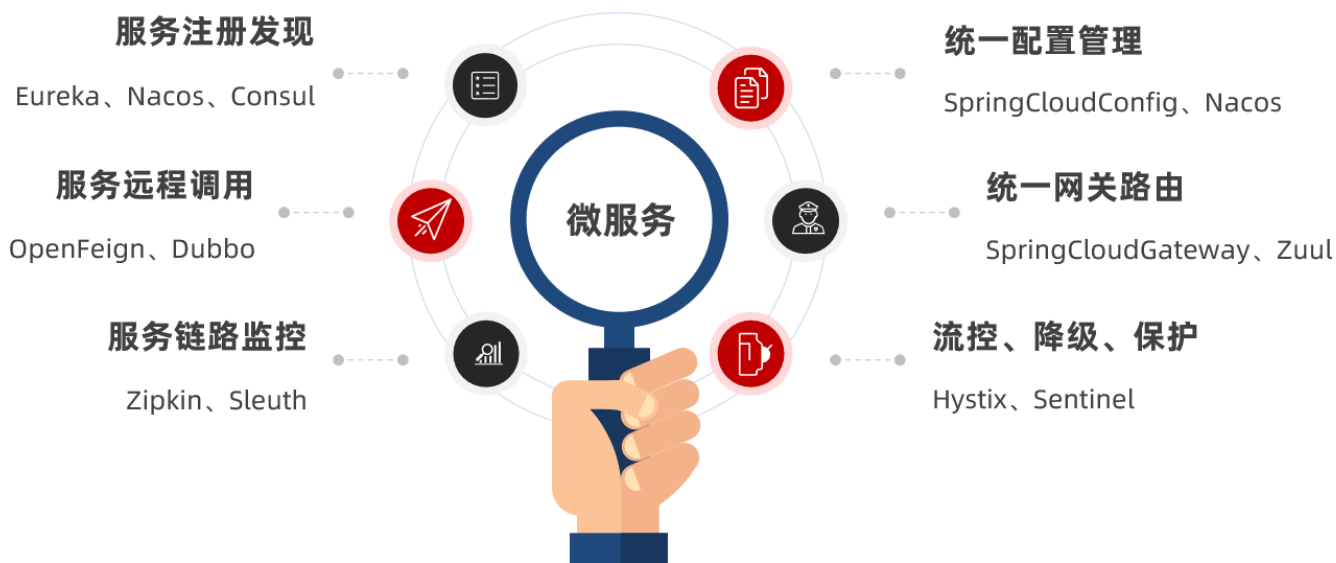 服务注册发现
Eureka、Nacos、Consul
服务远程调用
OpenFeign、Dubbo
服务链路监控
Zipkin、Sleuth
微服务
统一配置管理
SpringCloudConfig、Nacos
统一网关路由
SpringCloudGateway、Zuul
流控、降级、保护
Hystix、Sentinel